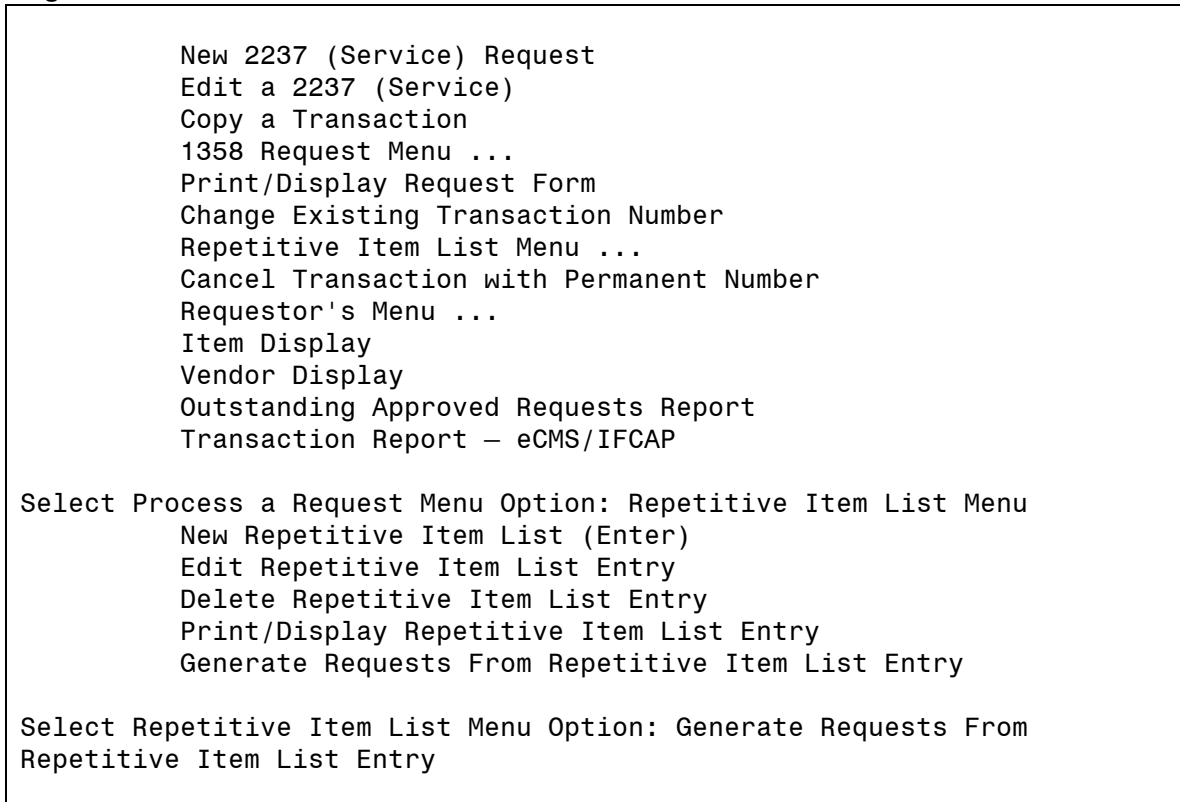 New 2237 (Service) Request
Edit a 2237 (Service)
Copy a Transaction
1358 Request Menu ...
Print/Display Request Form
Change Existing Transaction Number
Repetitive Item List Menu ...
Cancel Transaction with Permanent Number
Requestor's Menu ...
Item Display
Vendor Display
Outstanding Approved Requests Report
Transaction Report – eCMS/IFCAP
Select Process a Request Menu Option: Repetitive Item List Menu
New Repetitive Item List (Enter)
Edit Repetitive Item List Entry
Delete Repetitive Item List Entry
Print/Display Repetitive Item List Entry
Generate Requests From Repetitive Item List Entry
Select Repetitive Item List Menu Option: Generate Requests From
Repetitive Item List Entry